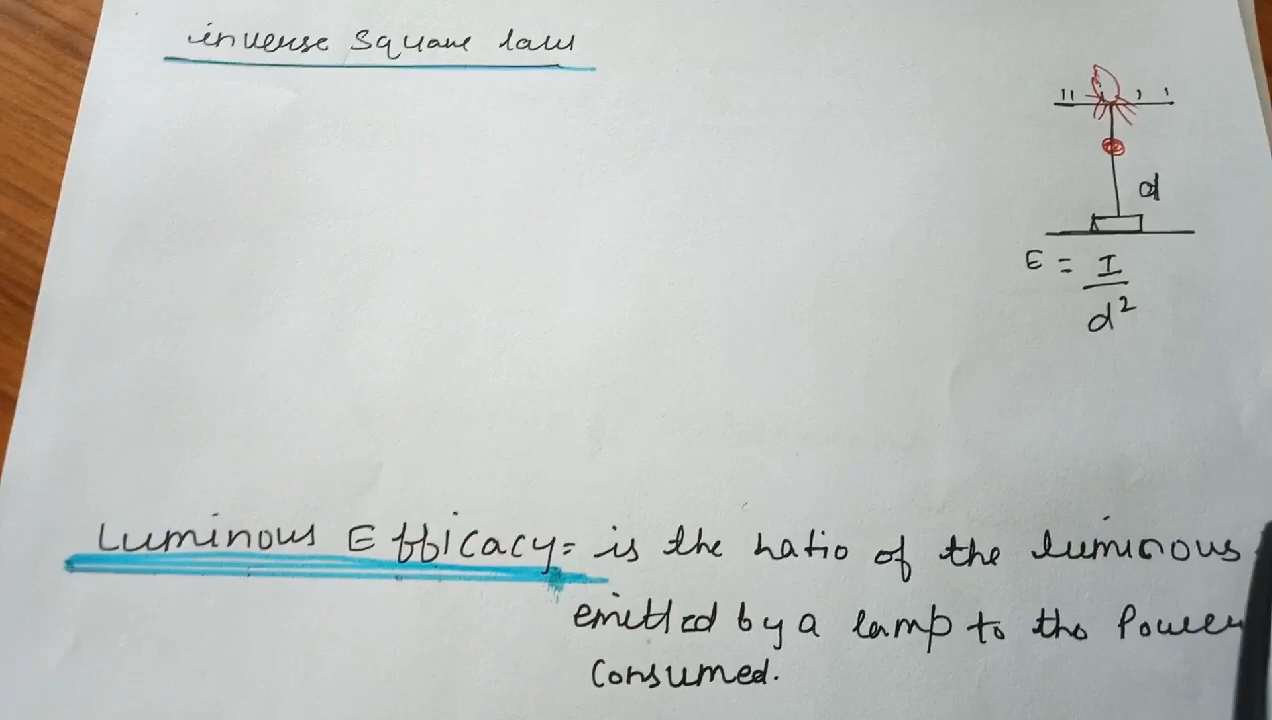 inverse square law
d
E = I/d²
Luminous Efficacy= is the ratio of the luminous
emitted by a lamp to the Power
Consumed.